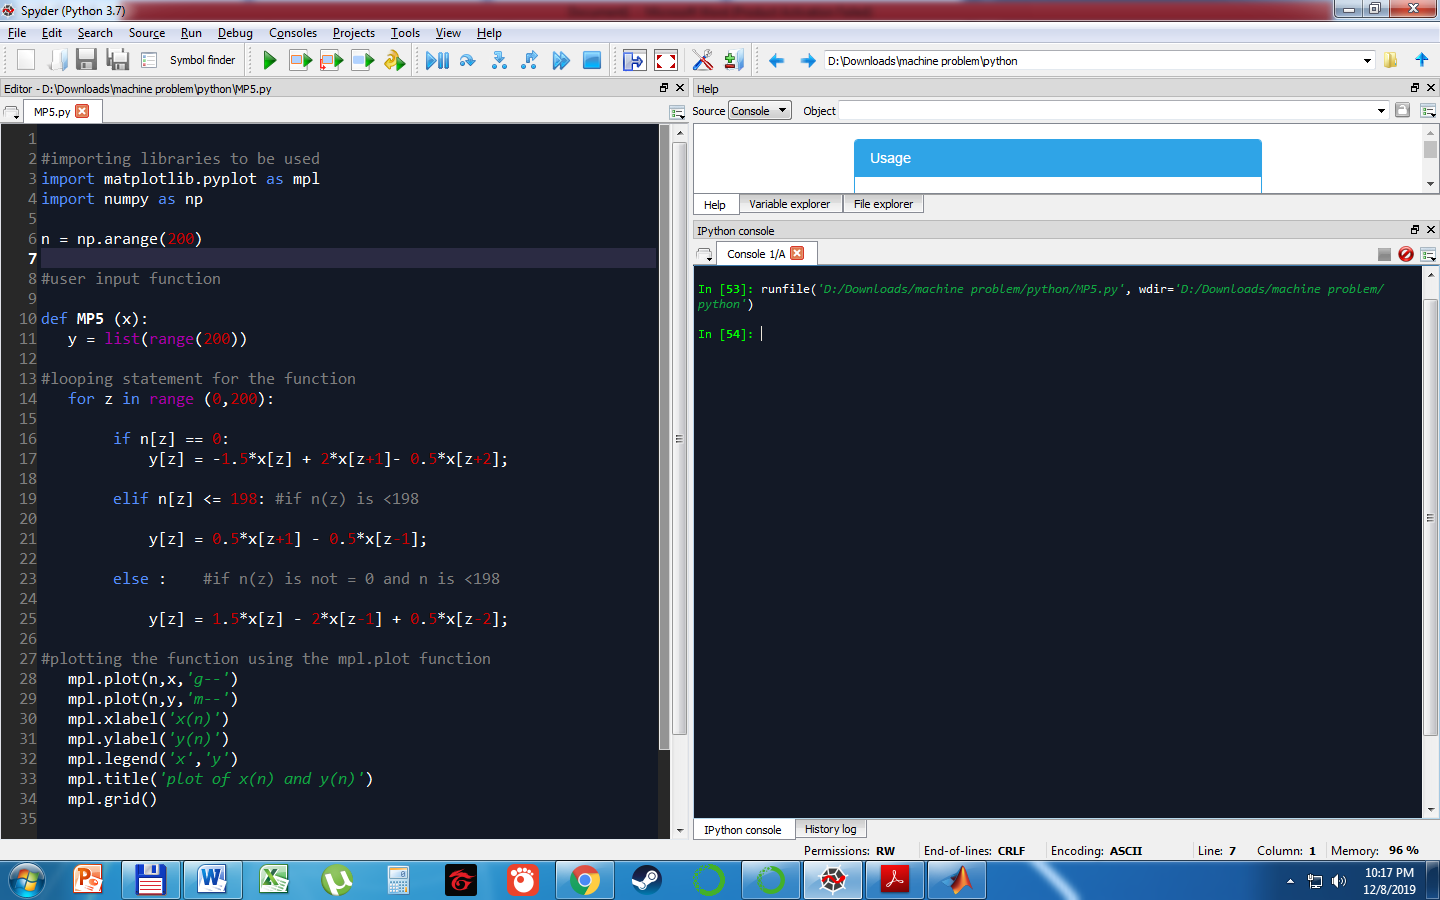 Spyder (Python 3.7)
File Edit Search Source Run Debug Consoles Projects Tools View Help
Symbol finder
D:\Downloads\machine problem\python
Editor - D:\Downloads\machine problem\python\MP5.py
MP5.py
1
2 #importing libraries to be used
3 import matplotlib.pyplot as mpl
4 import numpy as np
5
6 n = np.arange(200)
7
8 #user input function
9
10 def MP5 (x):
11 y = list(range(200))
12
13 #looping statement for the function
14 for z in range (0,200):
15
16 if n[z] == 0:
17 y[z] = -1.5*x[z] + 2*x[z+1]- 0.5*x[z+2];
18
19 elif n[z] <= 198: #if n(z) is <198
20
21 y[z] = 0.5*x[z+1] - 0.5*x[z-1];
22
23 else : #if n(z) is not = 0 and n is <198
24
25 y[z] = 1.5*x[z] - 2*x[z-1] + 0.5*x[z-2];
26
27 #plotting the function using the mpl.plot function
28 mpl.plot(n,x,'g--')
29 mpl.plot(n,y,'m--')
30 mpl.xlabel('x(n)')
31 mpl.ylabel('y(n)')
32 mpl.legend('x','y')
33 mpl.title('plot of x(n) and y(n)')
34 mpl.grid()
35
Help
Source Console Object
Usage
Help Variable explorer File explorer
IPython console
Console 1/A
In [53]: runfile('D:/Downloads/machine problem/python/MP5.py', wdir='D:/Downloads/machine problem/
python')
In [54]:
IPython console History log
Permissions: RW End-of-lines: CRLF Encoding: ASCII Line: 7 Column: 1 Memory: 96 %
10:17 PM
12/8/2019